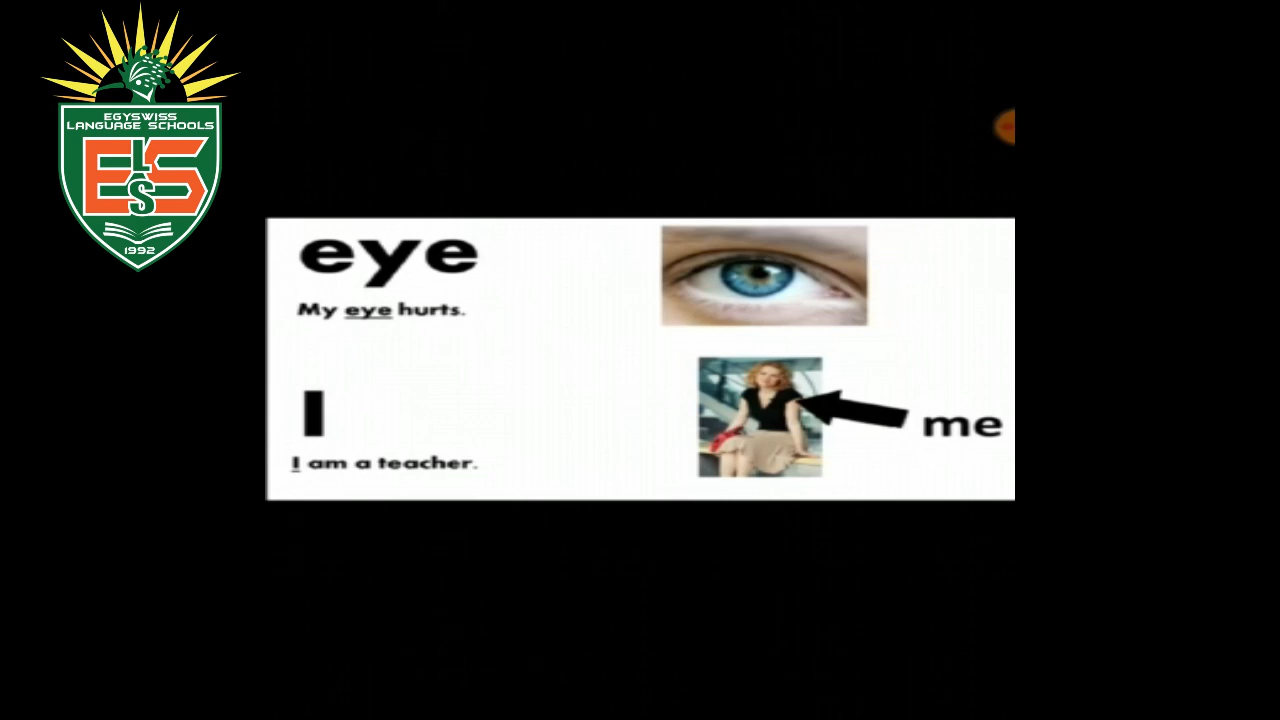 EGYSWISS
LANGUAGE SCHOOLS
ELS
S
1992
eye
My eye hurts.
I
I am a teacher.
me